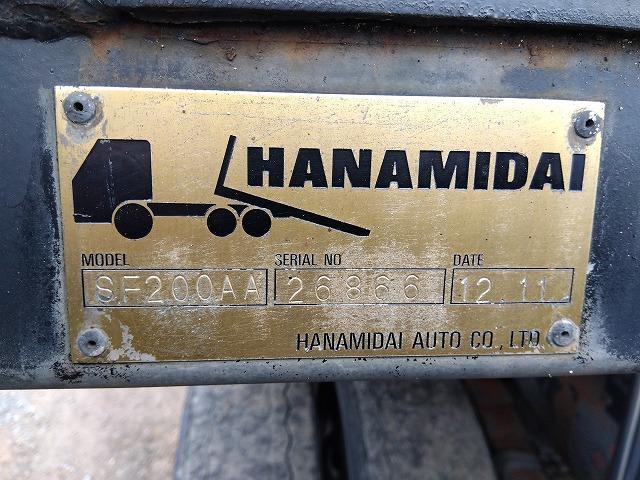 HANAMIDAI
MODEL SERIAL NO DATE
SF200AA 26866 12.11.
HANAMIDAI AUTO CO., LTD